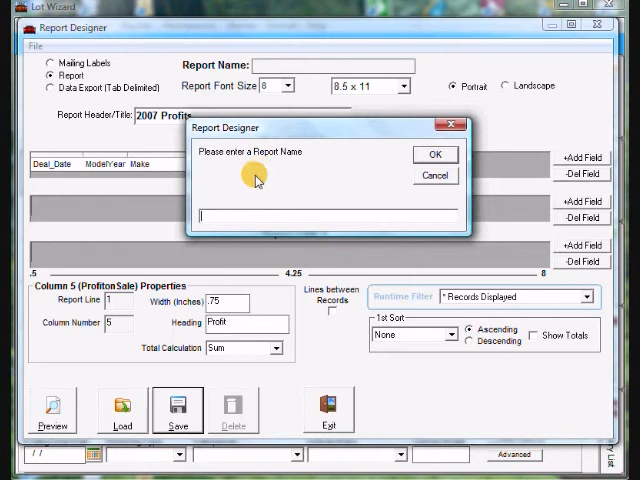 Lot Wizard
Report Designer
File
Mailing Labels
Report
Data Export (Tab Delimited)
Report Name:
Report Font Size 8
8.5 x 11
Portrait
Landscape
Report Header/Title: 2007 Profits
Report Designer
Please enter a Report Name
OK
Cancel
Deal_Date ModelYear Make
+Add Field
-Del Field
+Add Field
-Del Field
+Add Field
-Del Field
.5 4.25 8
Column 5 (ProfitonSale) Properties
Report Line 1
Width (Inches) .75
Column Number 5
Heading Profit
Total Calculation Sum
Lines between
Records
Runtime Filter * Records Displayed
1st Sort
None
Ascending
Descending
Show Totals
Preview
Load
Save
Delete
Exit
/ /
Advanced